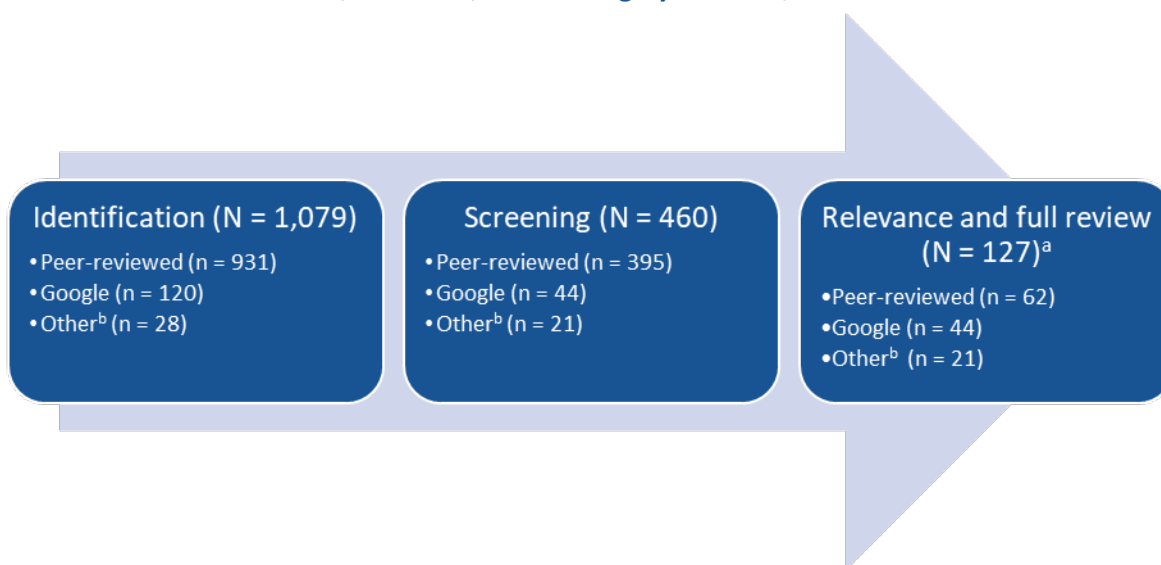 Identification (N = 1,079)
•Peer-reviewed (n = 931)
•Google (n = 120)
•Otherᵇ (n = 28)
Screening (N = 460)
•Peer-reviewed (n = 395)
•Google (n = 44)
•Otherᵇ (n = 21)
Relevance and full review
(N = 127)ᵃ
•Peer-reviewed (n = 62)
•Google (n = 44)
•Otherᵇ (n = 21)